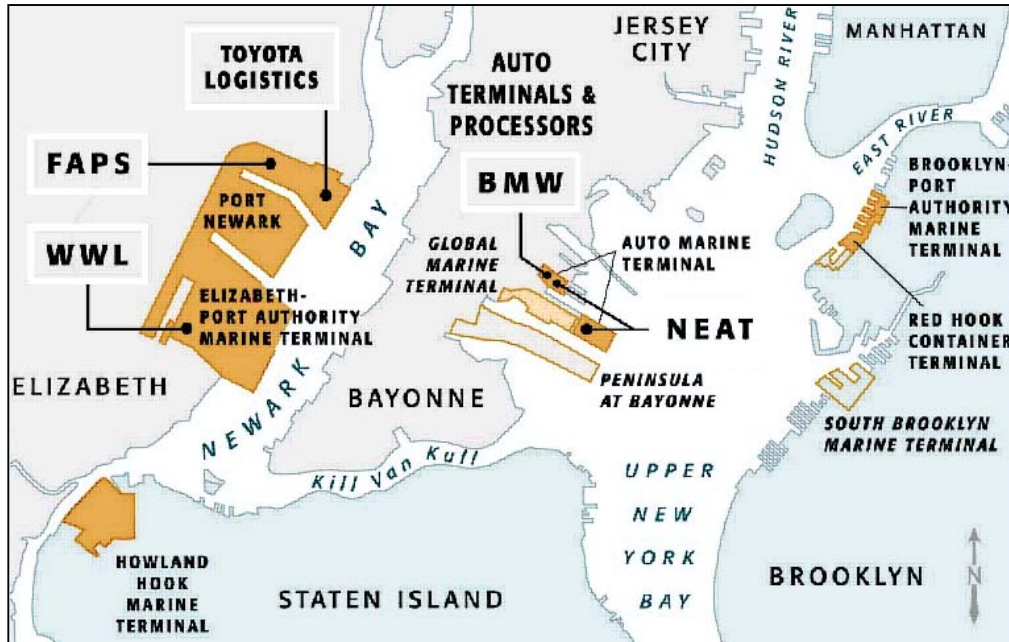 TOYOTA
LOGISTICS
FAPS
WWL
PORT
NEWARK
ELIZABETH-
PORT AUTHORITY
MARINE TERMINAL
ELIZABETH
NEWARK
BAY
BAYONNE
Kill Van Kull
HOWLAND
HOOK
MARINE
TERMINAL
STATEN ISLAND
AUTO
TERMINALS &
PROCESSORS
BMW
GLOBAL
MARINE
TERMINAL
AUTO MARINE
TERMINAL
NEAT
PENINSULA
AT BAYONNE
JERSEY
CITY
HUDSON RIVER
MANHATTAN
EAST RIVER
BROOKLYN-
PORT
AUTHORITY
MARINE
TERMINAL
RED HOOK
CONTAINER
TERMINAL
SOUTH BROOKLYN
MARINE TERMINAL
UPPER
NEW
YORK
BAY
BROOKLYN
N